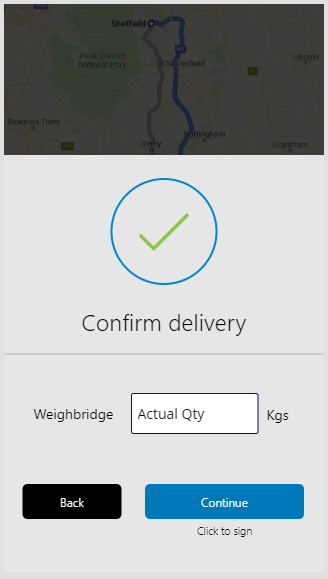 Sheffield
Peak District
National Park
Chesterfield
Lincoln
Stoke-on-Trent
Nottingham
Derby
Grantham
Confirm delivery
Weighbridge Actual Qty Kgs
Back Continue
Click to sign